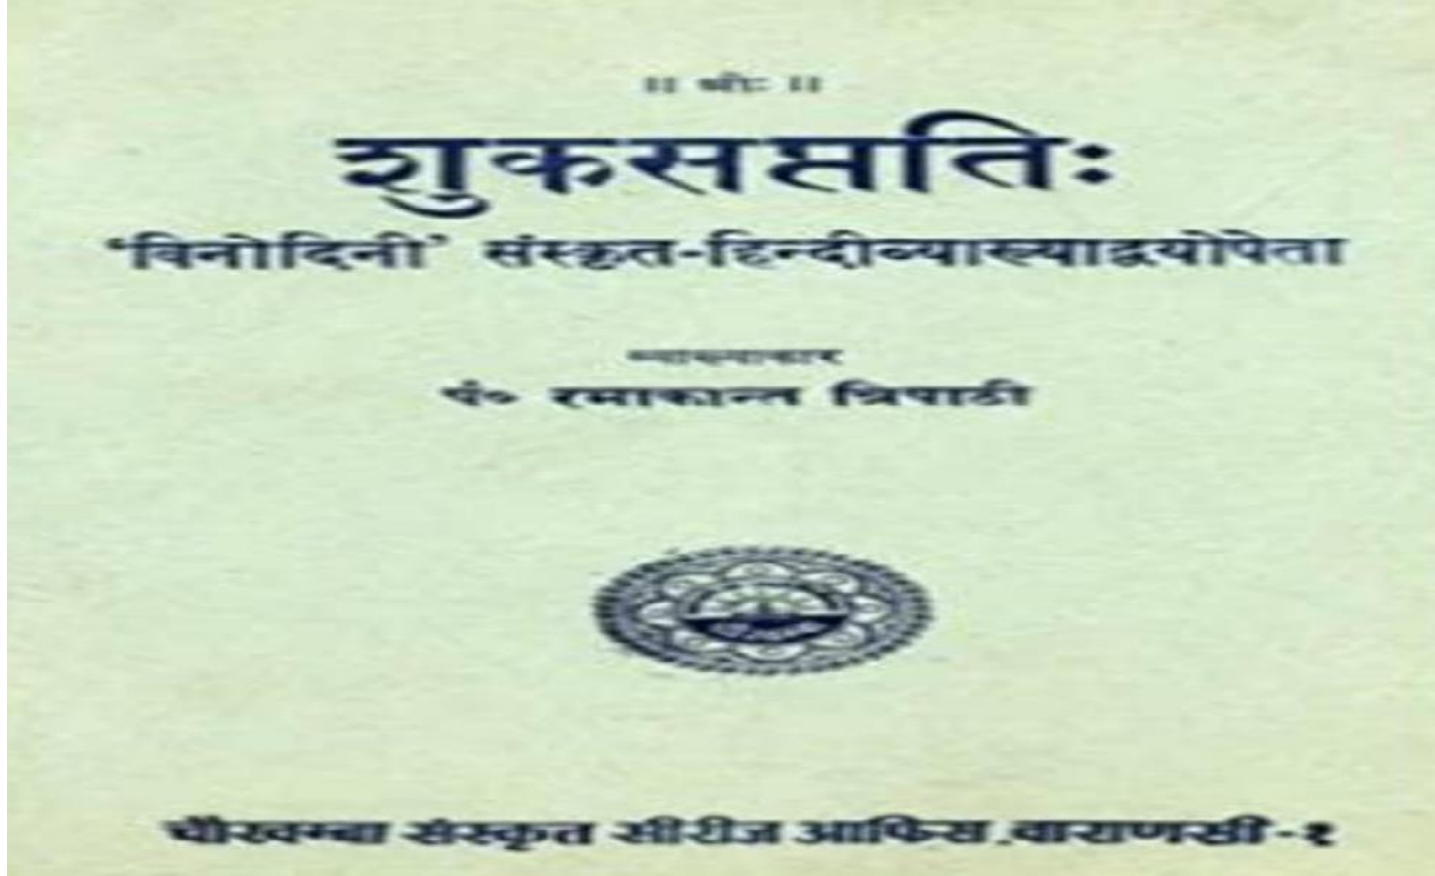 ॥ श्रीः ॥
शुकसप्ततिः
'विनोदिनी' संस्कृत-हिन्दीव्याख्याद्वयोपेता
व्याख्याकार
पं० रमाकान्त त्रिपाठी
चौखम्बा संस्कृत सीरीज आफिस,वाराणसी-१